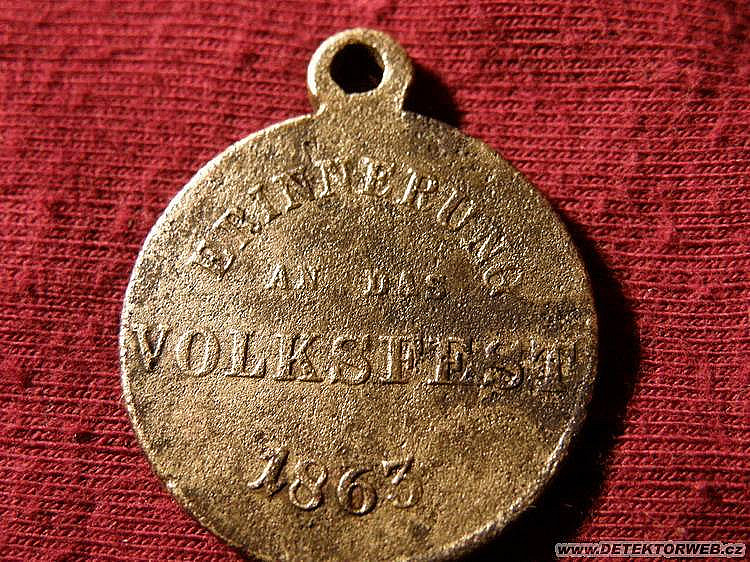 ERINNERUNG
AN DAS
VOLKSFEST
1863
WWW.DETEKTORWEB.CZ